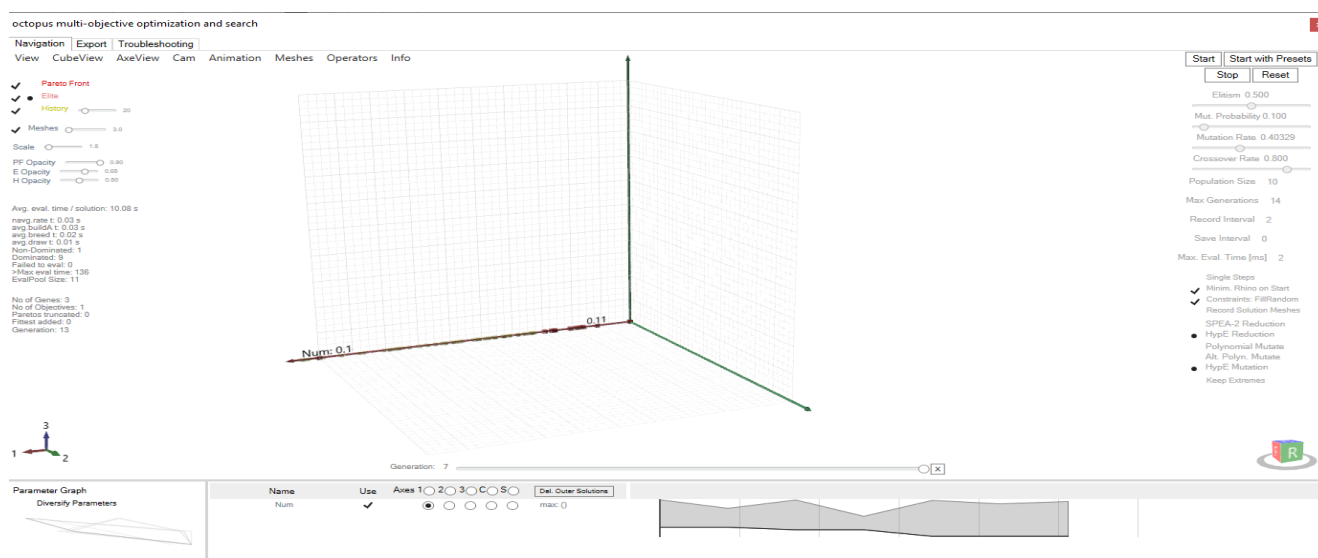 octopus multi-objective optimization and search
Navigation Export Troubleshooting
View CubeView AxeView Cam Animation Meshes Operators Info
Pareto Front
Elite
History 20
Meshes 3.0
Scale 1.8
PF Opacity 0.90
E Opacity 0.68
H Opacity 0.50
Avg. eval. time / solution: 10.08 s
navg.rate t: 0.03 s
avg.buildA t: 0.03 s
avg.breed t: 0.02 s
avg.draw t: 0.01 s
Non-Dominated: 1
Dominated: 9
Failed to eval: 0
>Max eval time: 136
EvalPool Size: 11
No of Genes: 3
No of Objectives: 1
Paretos truncated: 0
Fittest added: 0
Generation: 13
0.11
Num: 0.1
3
1
2
R
Start Start with Presets
Stop Reset
Elitism 0.500
Mut. Probability 0.100
Mutation Rate 0.40329
Crossover Rate 0.800
Population Size 10
Max Generations 14
Record Interval 2
Save Interval 0
Max. Eval. Time [ms] 2
Single Steps
Minim. Rhino on Start
Constraints: FillRandom
Record Solution Meshes
SPEA-2 Reduction
HypE Reduction
Polynomial Mutate
Alt. Polyn. Mutate
HypE Mutation
Keep Extremes
Generation: 7
Parameter Graph
Diversify Parameters
Name Use Axes 1 2 3 C S Del. Outer Solutions
Num max: ()